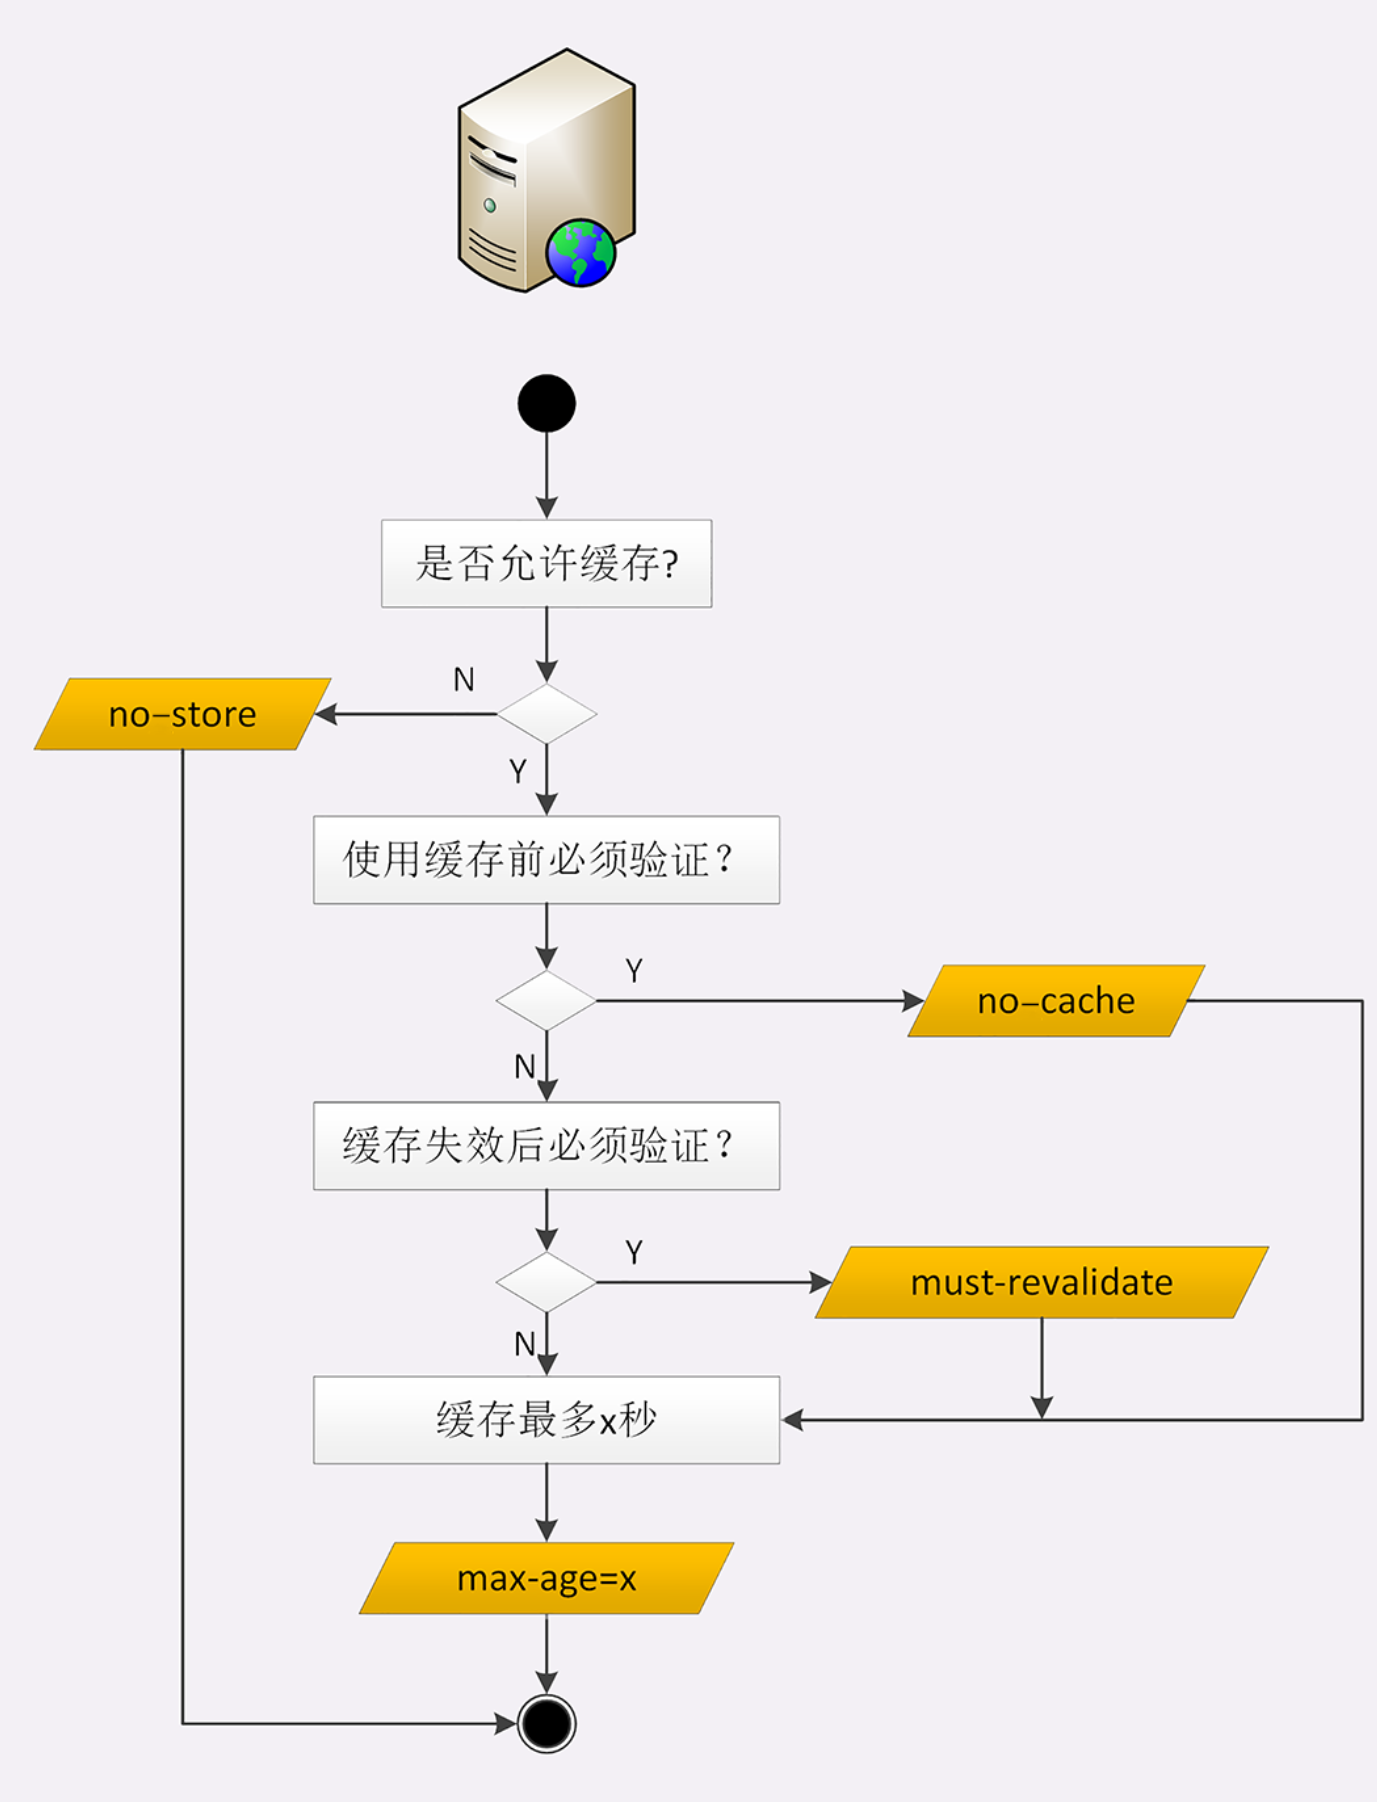 是否允许缓存?
N
no–store
Y
使用缓存前必须验证？
Y
no–cache
N
缓存失效后必须验证？
Y
must-revalidate
N
缓存最多x秒
max-age=x